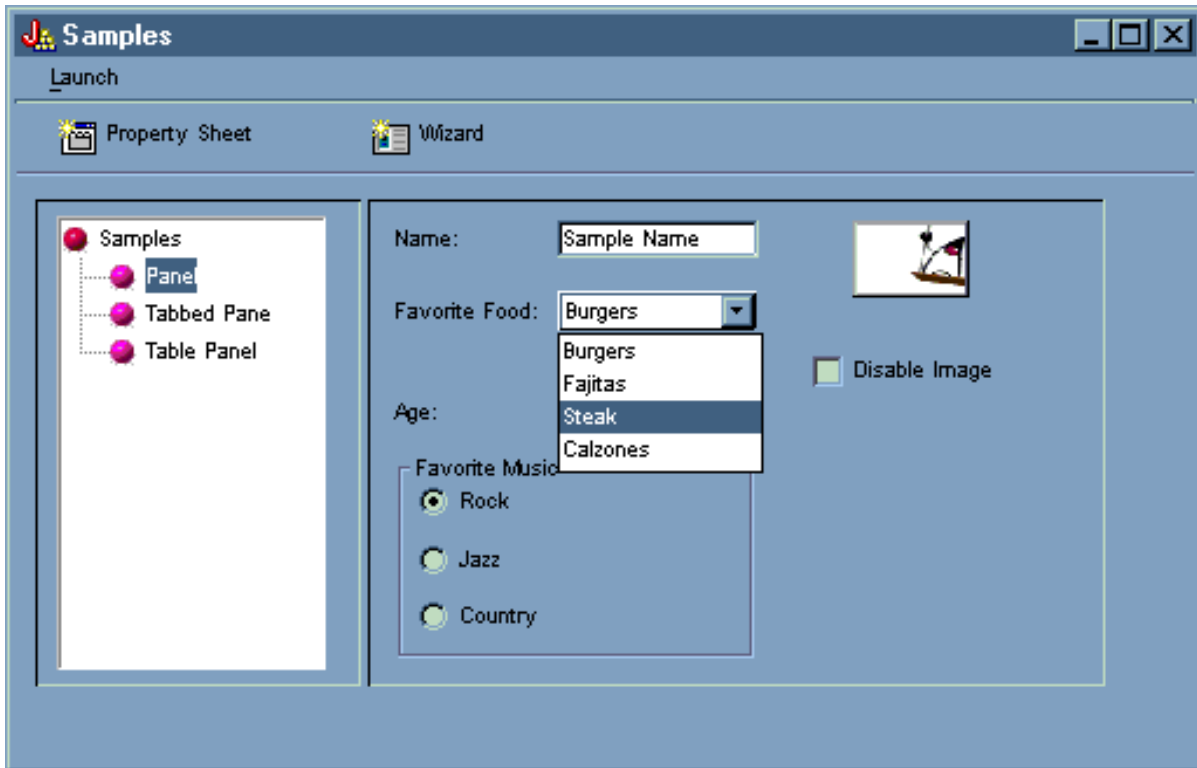 Samples
Launch
Property Sheet
Wizard
Samples
Panel
Tabbed Pane
Table Panel
Name:
Sample Name
Favorite Food:
Burgers
Burgers
Fajitas
Steak
Calzones
Disable Image
Age:
Favorite Music
Rock
Jazz
Country